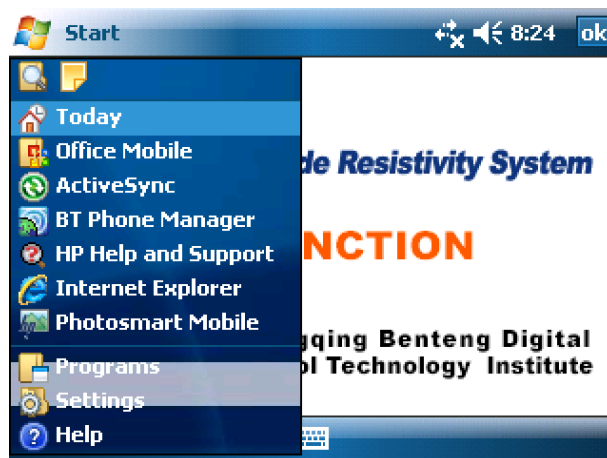 Start 8:24 ok
Today
Office Mobile
ActiveSync
BT Phone Manager
HP Help and Support
Internet Explorer
Photosmart Mobile
Programs
Settings
Help
de Resistivity System
NCTION
gqing Benteng Digital
ol Technology Institute